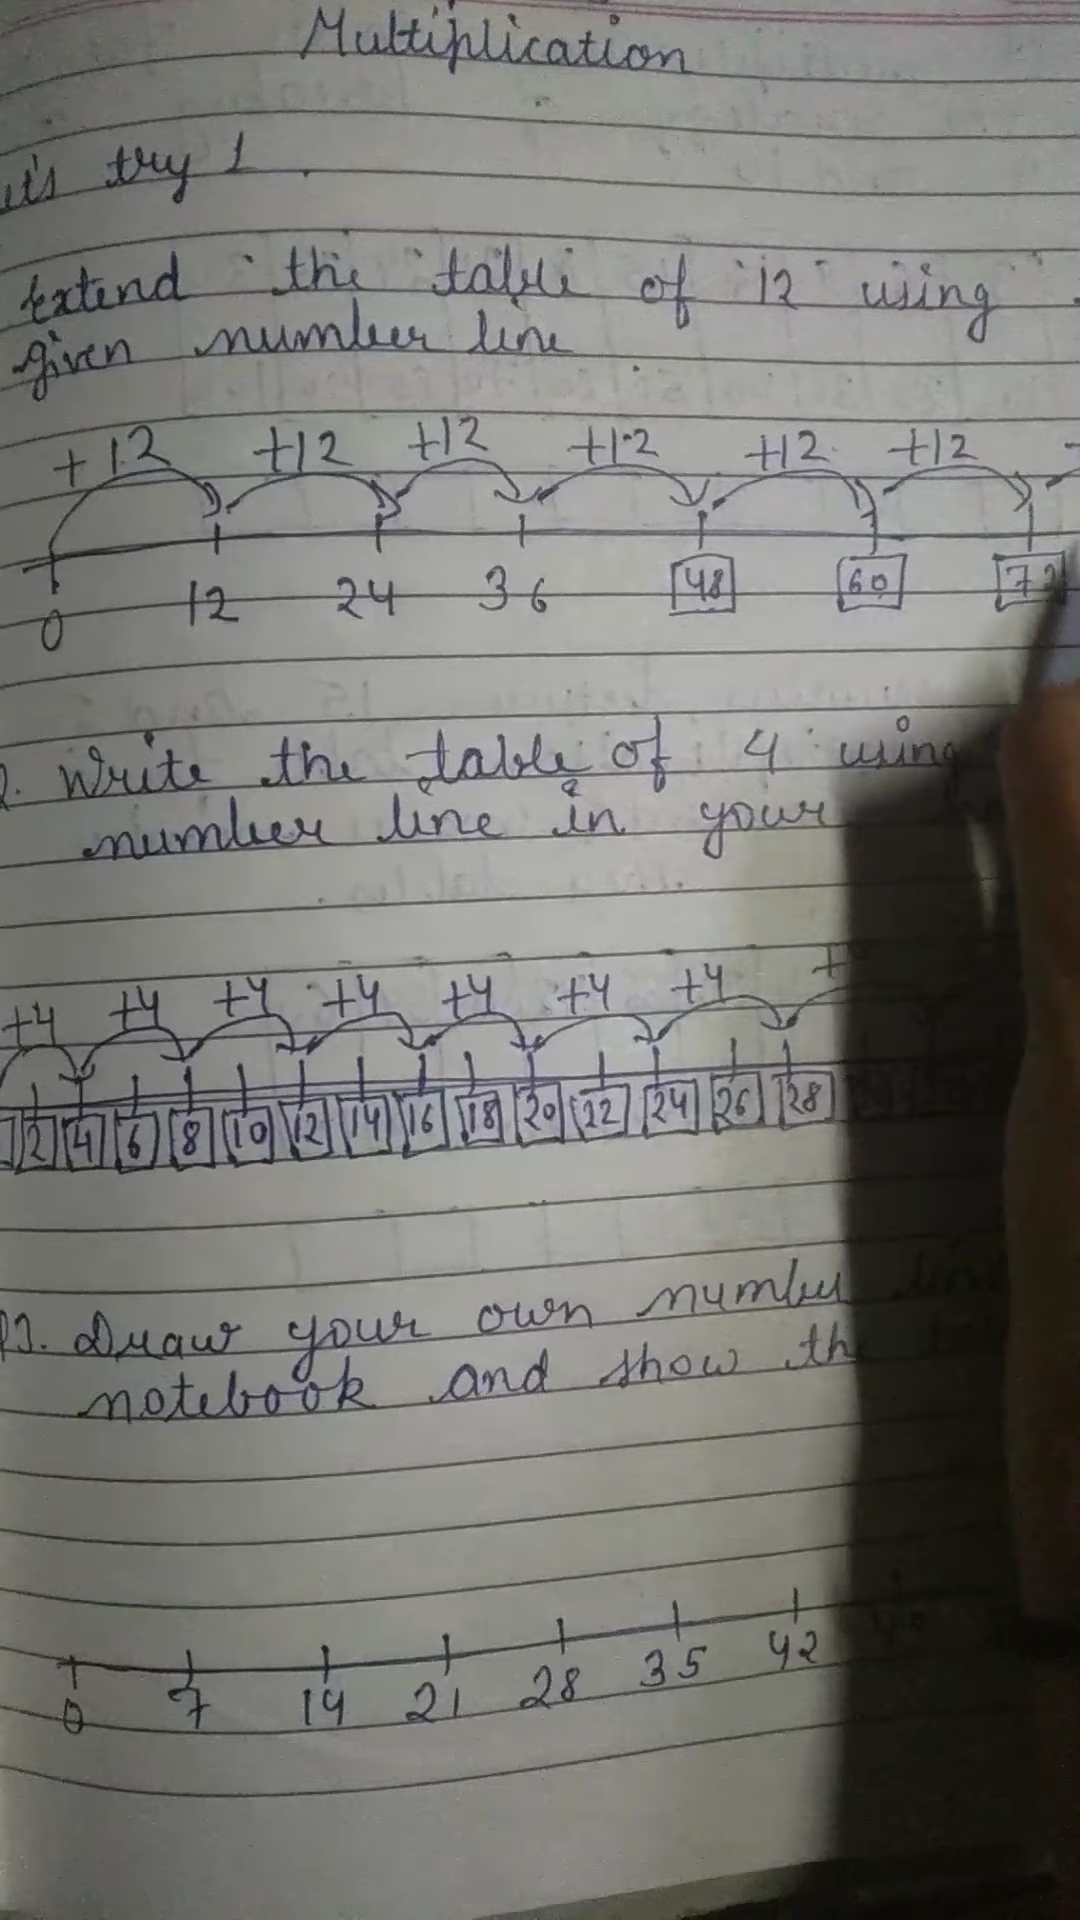 Multiplication
try 1
Extend the table of 12 using
given number line
+12 +12 +12 +12 +12 +12
0 12 24 36 48 60 72
Write the table of 4 using
number line in your
+4 +4 +4 +4 +4 +4 +4
2 4 6 8 10 12 14 16 18 20 22 24 26 28
3. Draw your own number line
notebook and show the
0 7 14 21 28 35 42